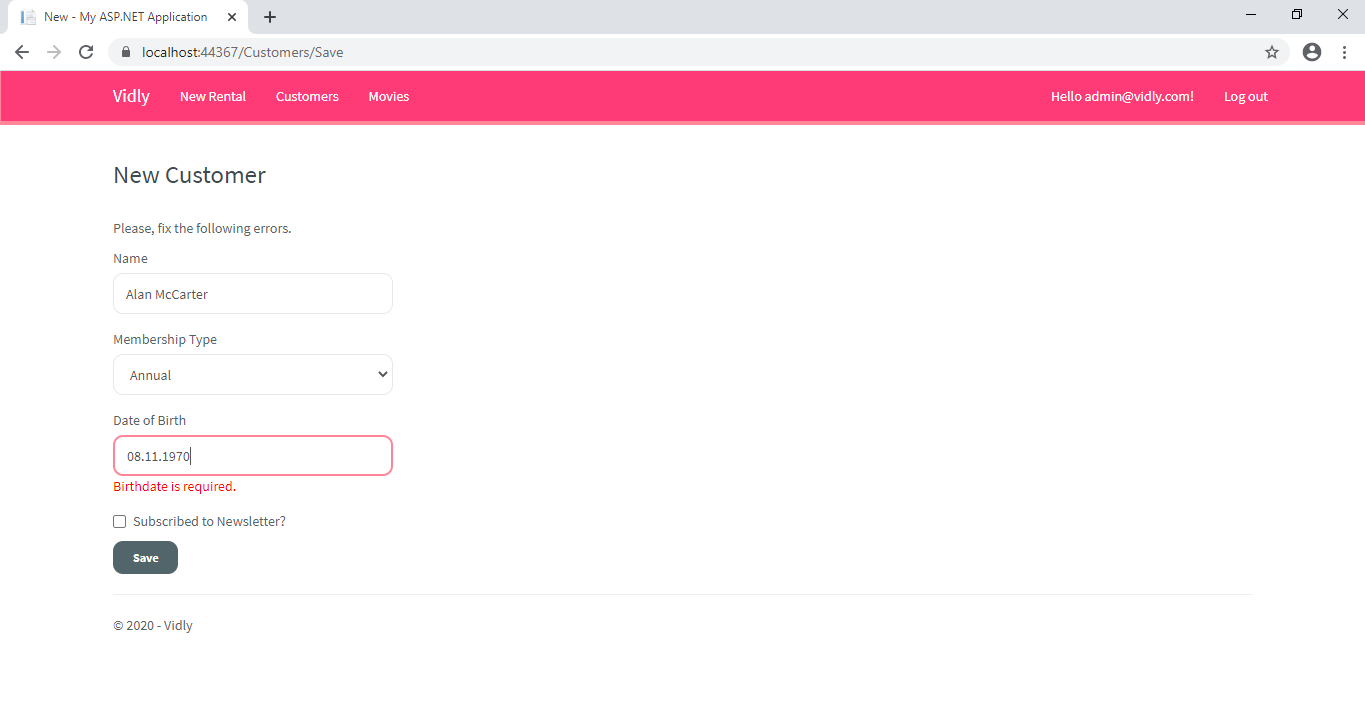 New - My ASP.NET Application
localhost:44367/Customers/Save
Vidly New Rental Customers Movies Hello admin@vidly.com! Log out
New Customer
Please, fix the following errors.
Name
Alan McCarter
Membership Type
Annual
Date of Birth
08.11.1970
Birthdate is required.
Subscribed to Newsletter?
Save
© 2020 - Vidly